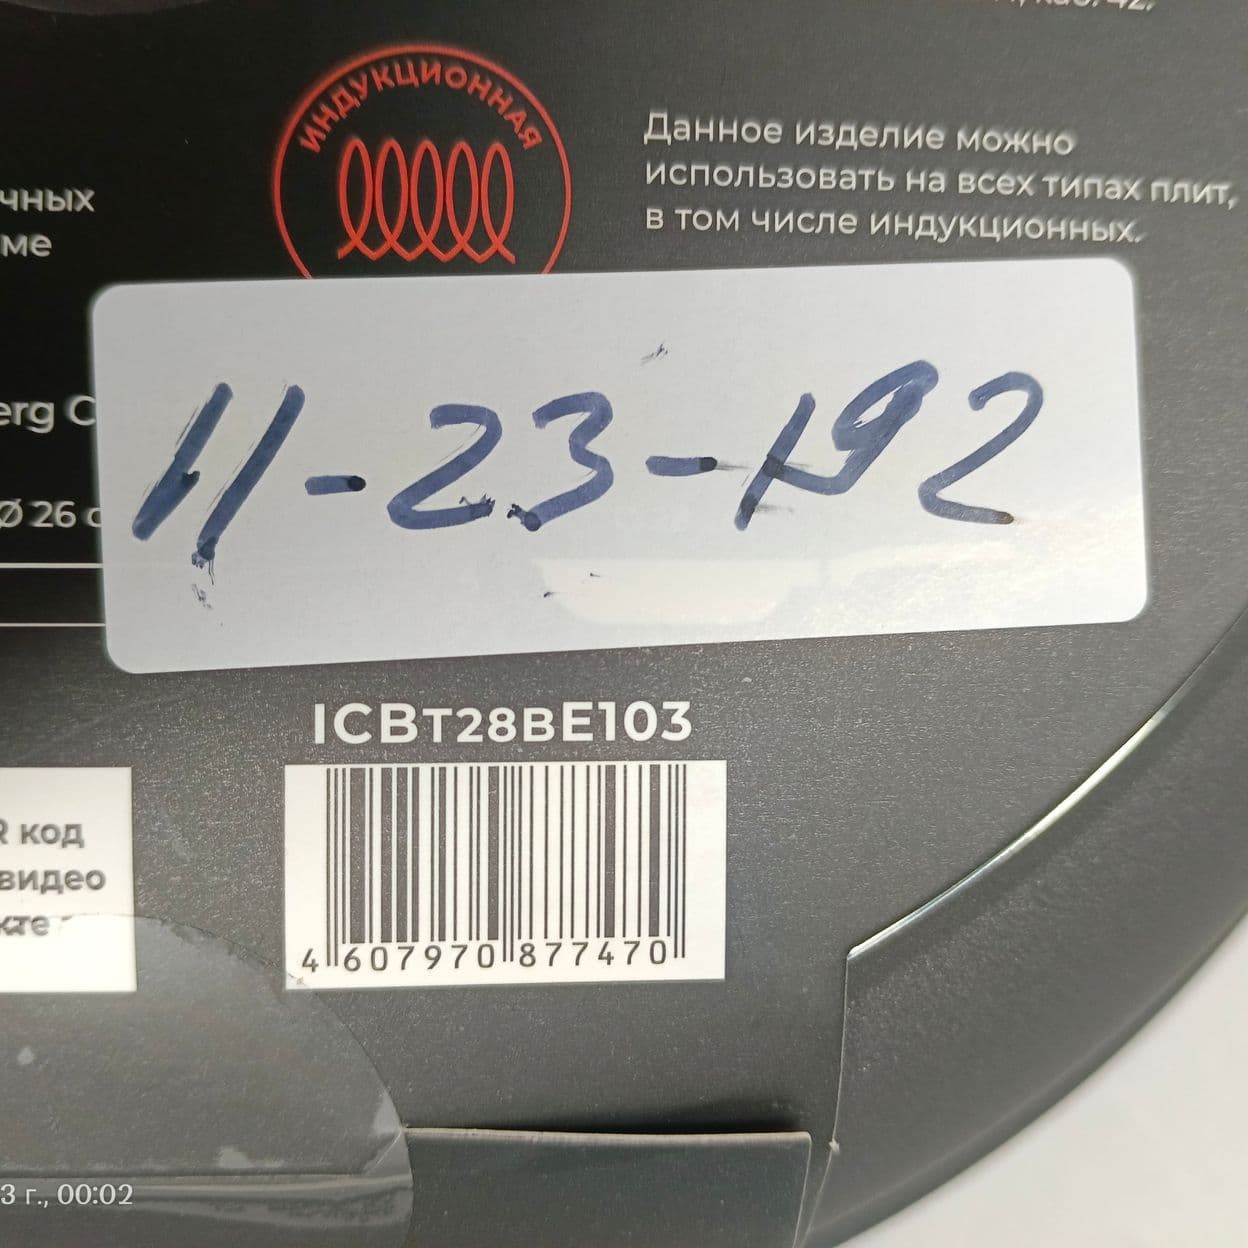 ИНДУКЦИОННАЯ
Данное изделие можно
использовать на всех типах плит,
в том числе индукционных.
чных
ме
erg C
Ø 26 c
11-23-192
ICBT28BE103
4 607970 877470
R код
видео
кте
3 г., 00:02